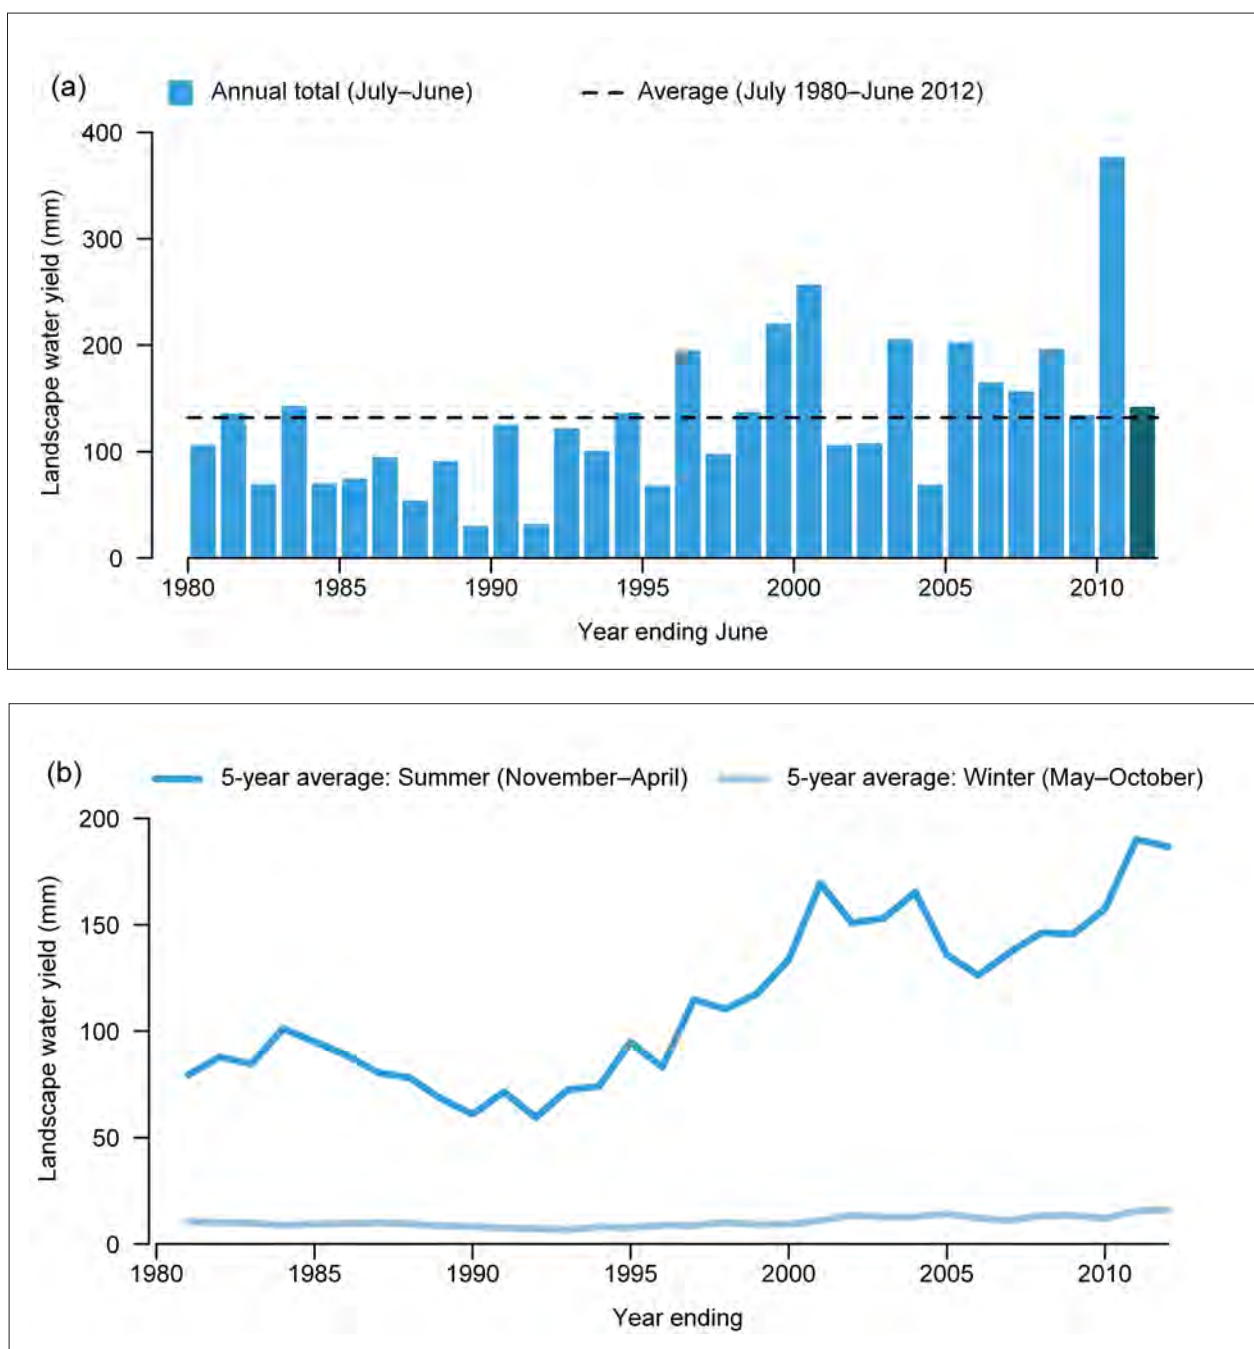 (a) Annual total (July–June) Average (July 1980–June 2012)
400
300
200
100
0
Landscape water yield (mm)
1980 1985 1990 1995 2000 2005 2010
Year ending June
(b) 5-year average: Summer (November–April) 5-year average: Winter (May–October)
200
150
100
50
0
Landscape water yield (mm)
1980 1985 1990 1995 2000 2005 2010
Year ending